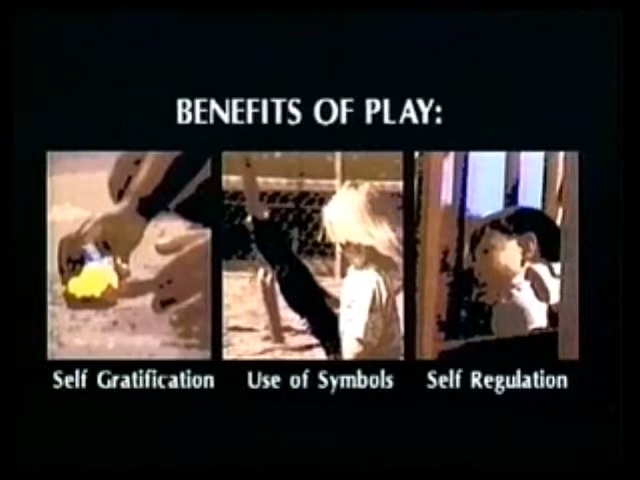 BENEFITS OF PLAY:
Self Gratification
Use of Symbols
Self Regulation